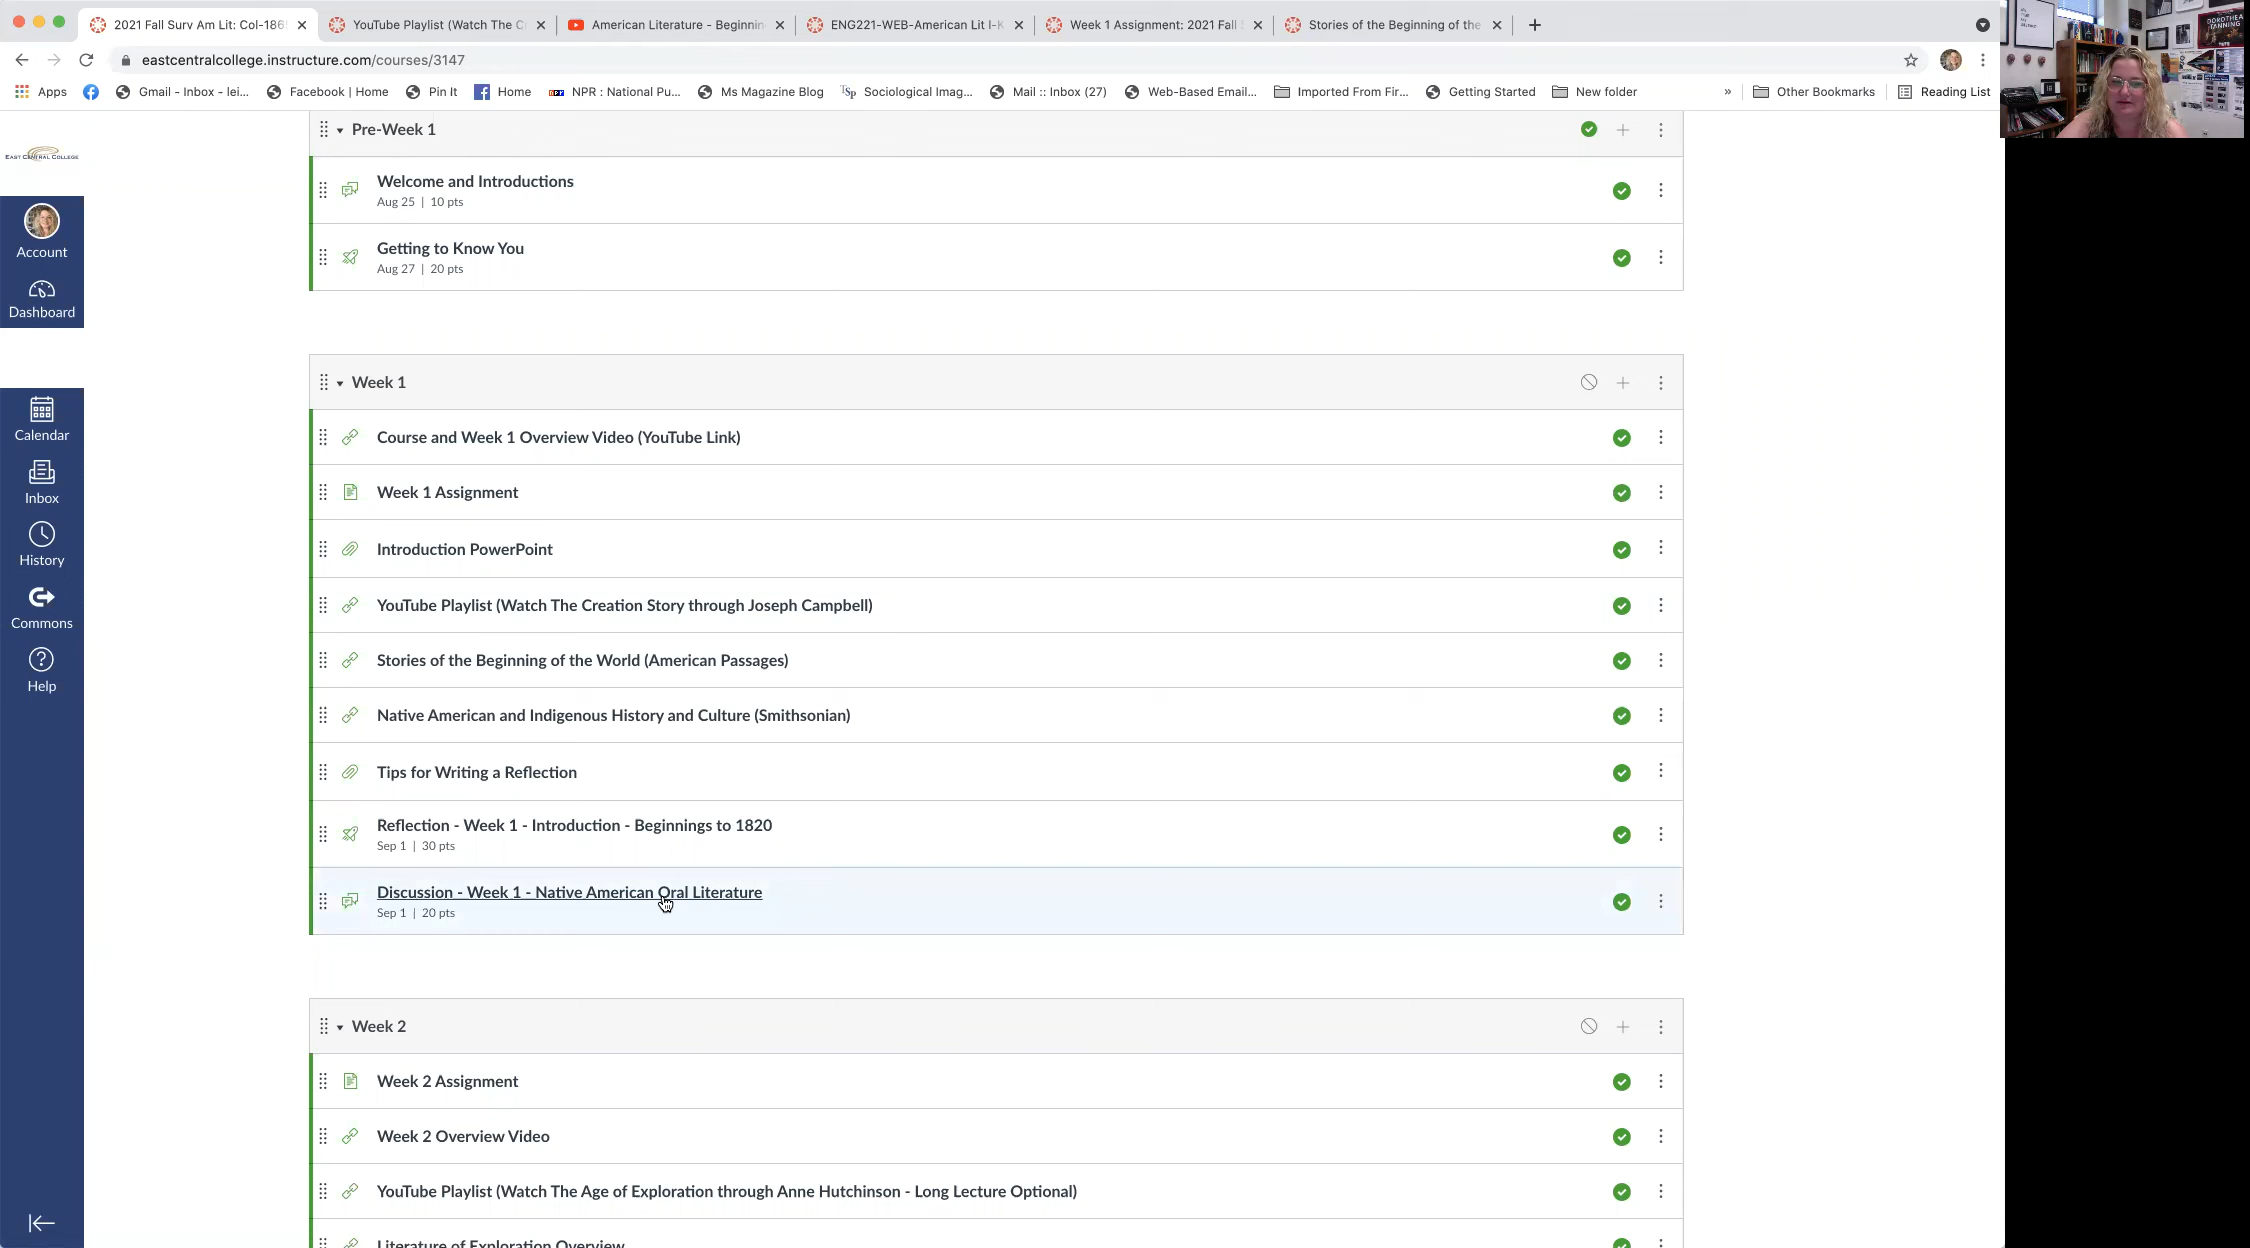 2021 Fall Surv Am Lit: Col-186
YouTube Playlist (Watch The C
American Literature - Beginnin
ENG221-WEB-American Lit I-K
Week 1 Assignment: 2021 Fall
Stories of the Beginning of the
eastcentralcollege.instructure.com/courses/3147
Apps
Gmail - Inbox - lei...
Facebook | Home
Pin It
Home
NPR : National Pu...
Ms Magazine Blog
TSp
Sociological Imag...
Mail :: Inbox (27)
Web-Based Email...
Imported From Fir...
Getting Started
New folder
»
Other Bookmarks
Reading List
DOROTHEA
TANNING
EAST CENTRAL COLLEGE
Account
Dashboard
Calendar
Inbox
History
Commons
Help
Pre-Week 1
Welcome and Introductions
Aug 25 | 10 pts
Getting to Know You
Aug 27 | 20 pts
Week 1
Course and Week 1 Overview Video (YouTube Link)
Week 1 Assignment
Introduction PowerPoint
YouTube Playlist (Watch The Creation Story through Joseph Campbell)
Stories of the Beginning of the World (American Passages)
Native American and Indigenous History and Culture (Smithsonian)
Tips for Writing a Reflection
Reflection - Week 1 - Introduction - Beginnings to 1820
Sep 1 | 30 pts
Discussion - Week 1 - Native American Oral Literature
Sep 1 | 20 pts
Week 2
Week 2 Assignment
Week 2 Overview Video
YouTube Playlist (Watch The Age of Exploration through Anne Hutchinson - Long Lecture Optional)
Literature of Exploration Overview